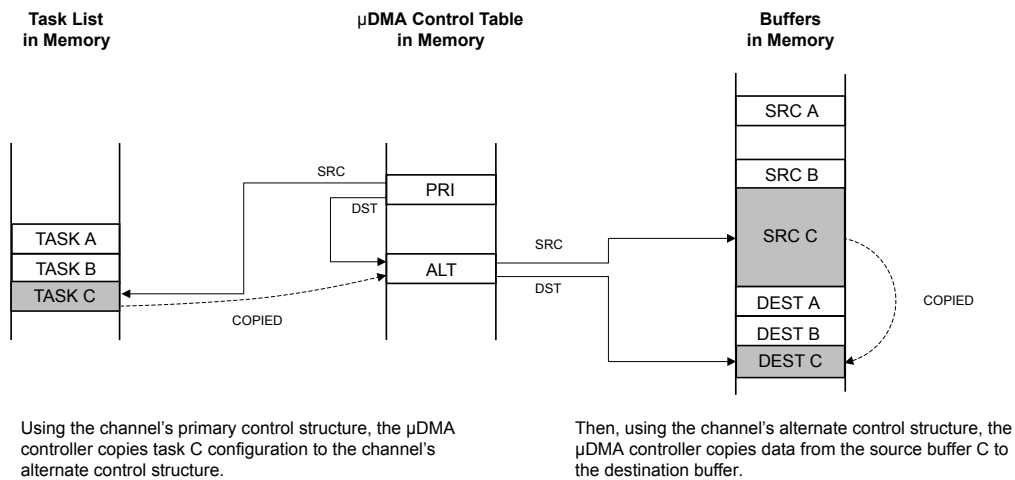 Task List
in Memory
µDMA Control Table
in Memory
Buffers
in Memory
SRC A
SRC B
SRC C
DEST A
DEST B
DEST C
COPIED
SRC
PRI
DST
ALT
SRC
DST
TASK A
TASK B
TASK C
COPIED
Using the channel's primary control structure, the µDMA
controller copies task C configuration to the channel's
alternate control structure.
Then, using the channel's alternate control structure, the
µDMA controller copies data from the source buffer C to
the destination buffer.